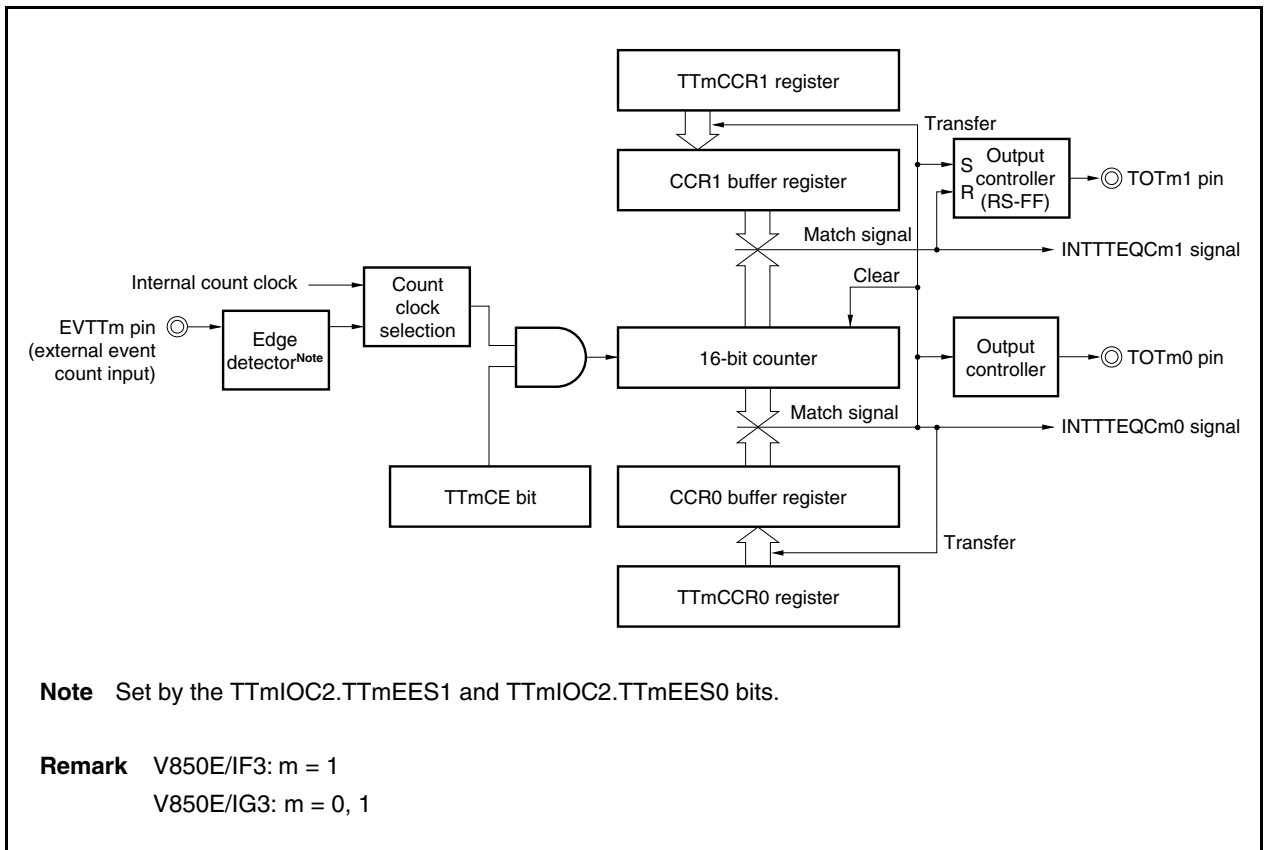 TTmCCR1 register
Transfer
CCR1 buffer register
S
R
Output
controller
(RS-FF)
TOTm1 pin
Match signal
INTTTEQCm1 signal
Internal count clock
Count
clock
selection
Clear
EVTTm pin
(external event
count input)
Edge
detectorNote
16-bit counter
Output
controller
TOTm0 pin
Match signal
INTTTEQCm0 signal
TTmCE bit
CCR0 buffer register
Transfer
TTmCCR0 register
Note Set by the TTmIOC2.TTmEES1 and TTmIOC2.TTmEES0 bits.
Remark V850E/IF3: m = 1
V850E/IG3: m = 0, 1